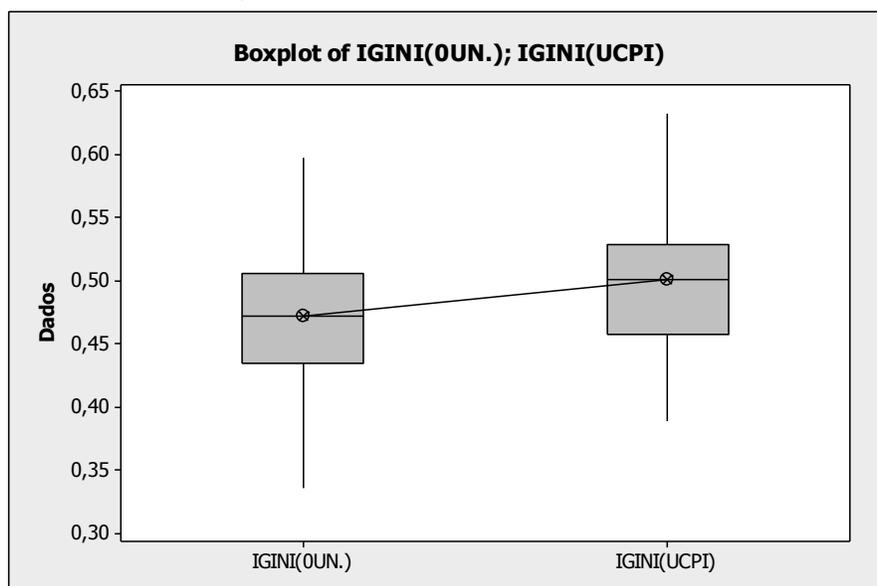 Boxplot of IGINI(0UN.); IGINI(UCPI)
0,65
0,60
0,55
0,50
0,45
0,40
0,35
0,30
Dados
IGINI(0UN.)
IGINI(UCPI)